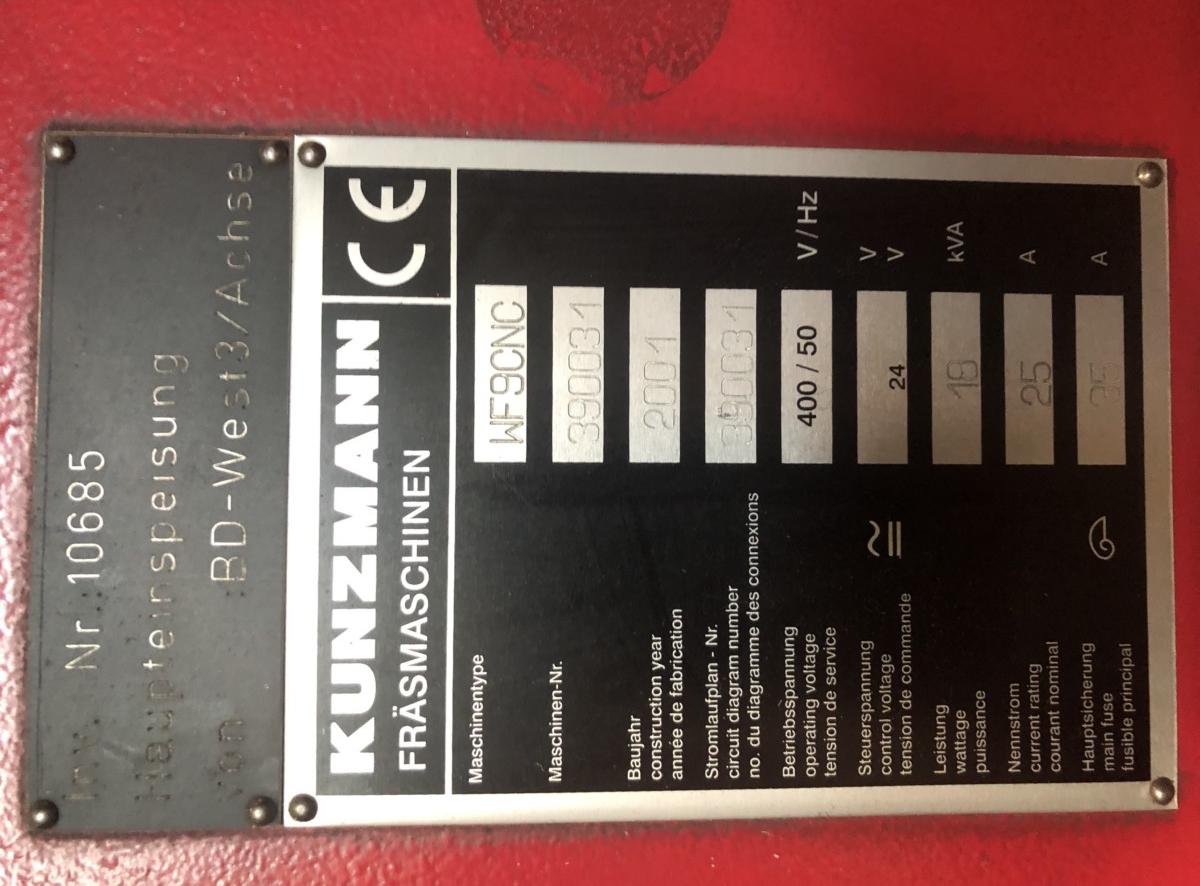 Inv. Nr. 10685
Haupteinspeisung
von BD-West3/Achse
KUNZMANN CE
FRÄSMASCHINEN
Maschinentype WF9CNC
Maschinen-Nr. 390031
Baujahr
construction year 2001
année de fabrication
Stromlaufplan - Nr.
circuit diagram number 390031
no. du diagramme des connexions
Betriebsspannung
operating voltage 400 / 50 V / Hz
tension de service
Steuerspannung ~ V
control voltage = 24 V
tension de commande
Leistung
wattage 18 kVA
puissance
Nennstrom
current rating 25 A
courant nominal
Hauptsicherung
main fuse 35 A
fusible principal